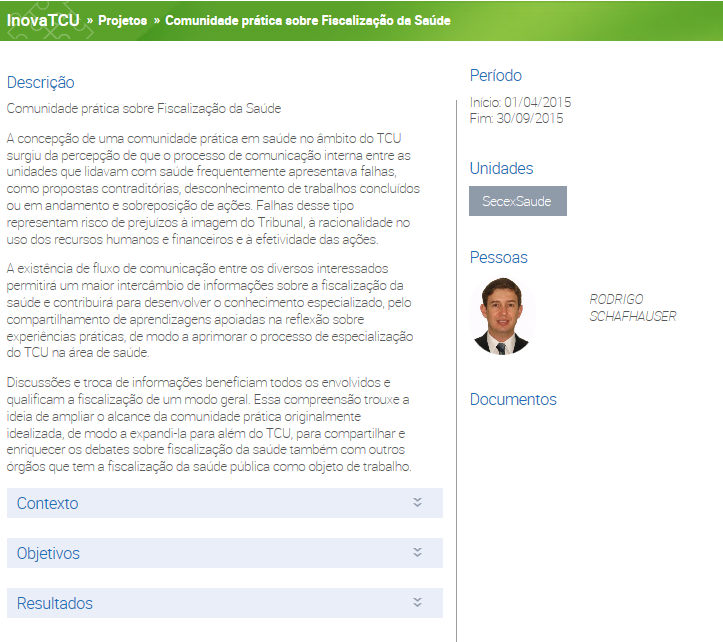 InovaTCU » Projetos » Comunidade prática sobre Fiscalização da Saúde
Descrição
Comunidade prática sobre Fiscalização da Saúde
A concepção de uma comunidade prática em saúde no âmbito do TCU
surgiu da percepção de que o processo de comunicação interna entre as
unidades que lidavam com saúde frequentemente apresentava falhas,
como propostas contraditórias, desconhecimento de trabalhos concluídos
ou em andamento e sobreposição de ações. Falhas desse tipo
representam risco de prejuízos à imagem do Tribunal, à racionalidade no
uso dos recursos humanos e financeiros e à efetividade das ações.
A existência de fluxo de comunicação entre os diversos interessados
permitirá um maior intercâmbio de informações sobre a fiscalização da
saúde e contribuirá para desenvolver o conhecimento especializado, pelo
compartilhamento de aprendizagens apoiadas na reflexão sobre
experiências práticas, de modo a aprimorar o processo de especialização
do TCU na área de saúde.
Discussões e troca de informações beneficiam todos os envolvidos e
qualificam a fiscalização de um modo geral. Essa compreensão trouxe a
ideia de ampliar o alcance da comunidade prática originalmente
idealizada, de modo a expandi-la para além do TCU, para compartilhar e
enriquecer os debates sobre fiscalização da saúde também com outros
órgãos que tem a fiscalização da saúde pública como objeto de trabalho.
Contexto
Objetivos
Resultados
Período
Início: 01/04/2015
Fim: 30/09/2015
Unidades
SecexSaude
Pessoas
RODRIGO
SCHAFHAUSER
Documentos